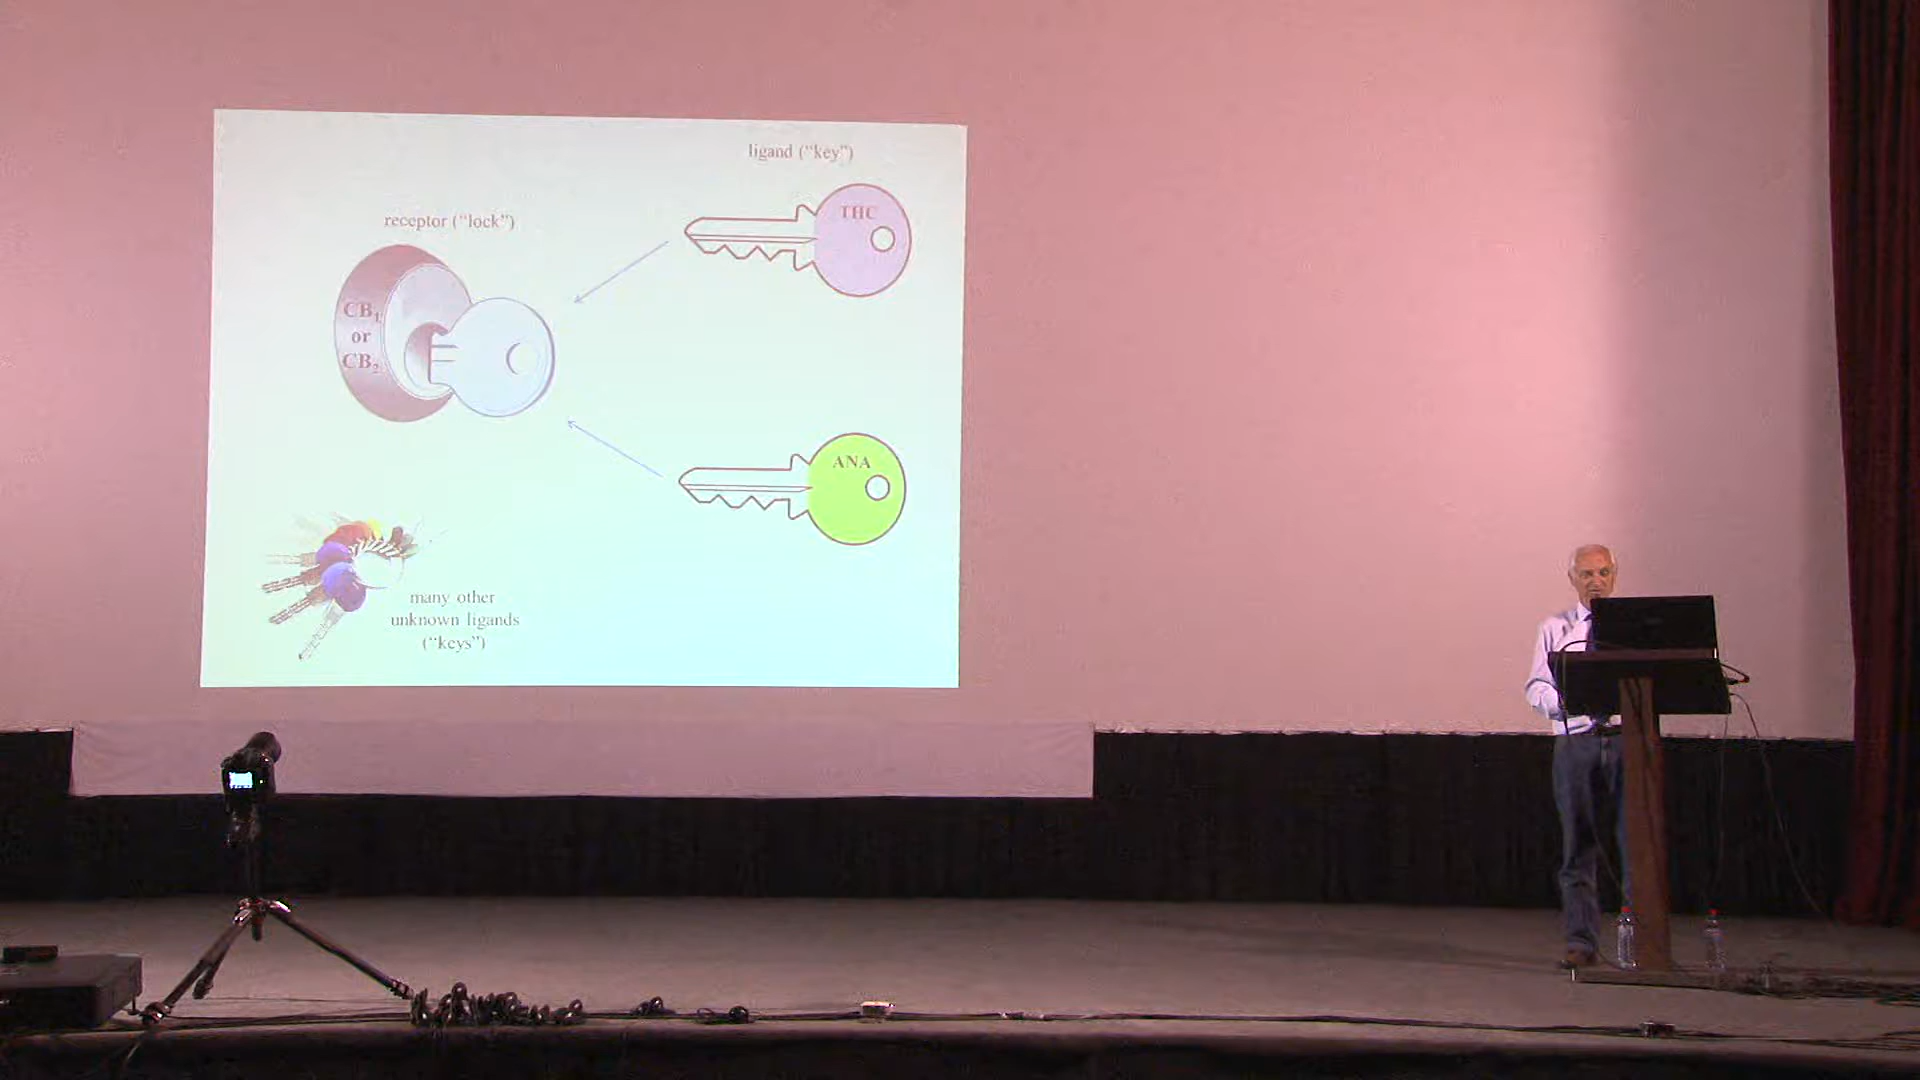 ligand (“key”)
THC
receptor (“lock”)
CB₁
or
CB₂
ANA
many other
unknown ligands
(“keys”)